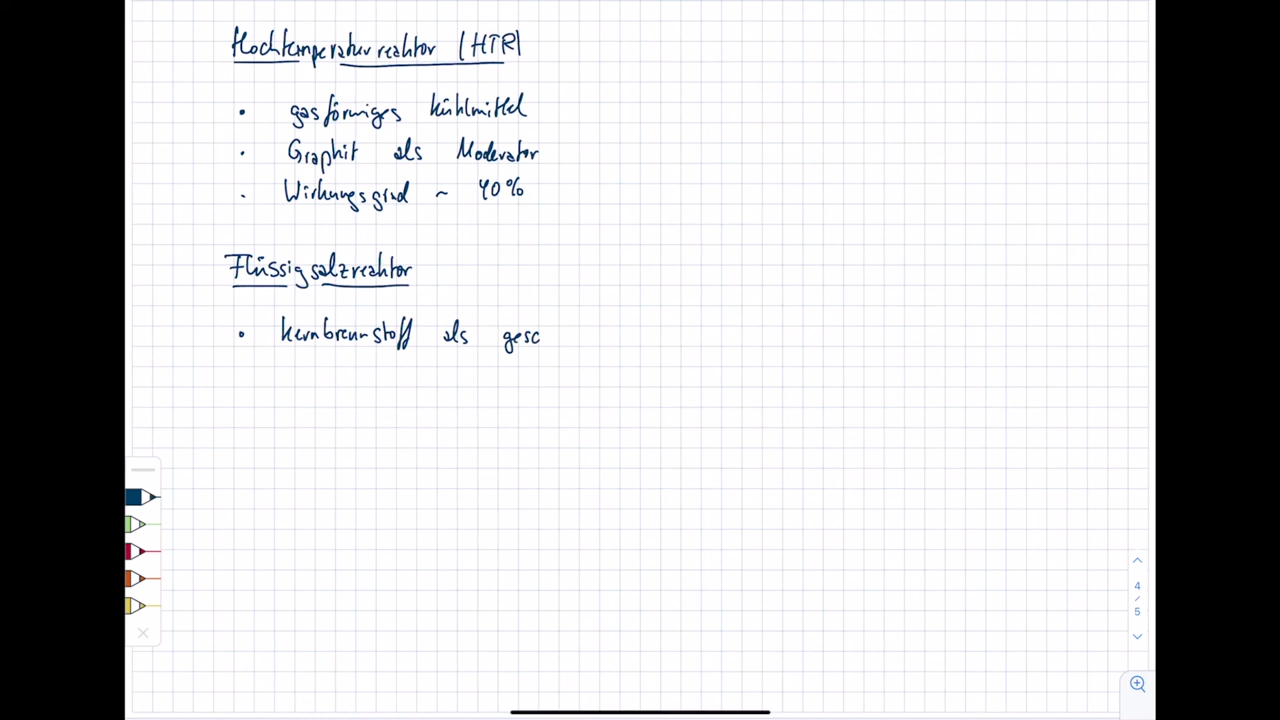 Hochtemperaturreaktor (HTR)
• gasförmiges Kühlmittel
• Graphit als Moderator
• Wirkungsgrad ~ 40%
Flüssigsalzreaktor
• Kernbrennstoff als gesc
4
/
5